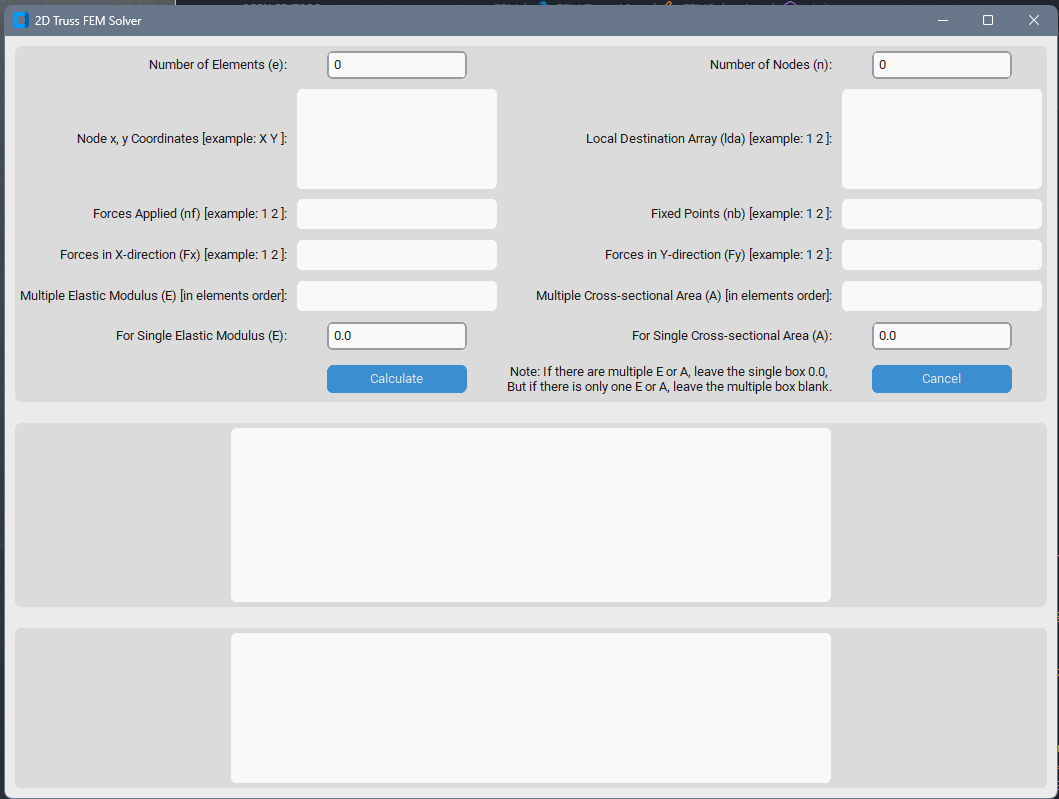 2D Truss FEM Solver
Number of Elements (e):
0
Number of Nodes (n):
0
Node x, y Coordinates [example: X Y ]:
Local Destination Array (lda) [example: 1 2 ]:
Forces Applied (nf) [example: 1 2 ]:
Fixed Points (nb) [example: 1 2 ]:
Forces in X-direction (Fx) [example: 1 2 ]:
Forces in Y-direction (Fy) [example: 1 2 ]:
Multiple Elastic Modulus (E) [in elements order]:
Multiple Cross-sectional Area (A) [in elements order]:
For Single Elastic Modulus (E):
0.0
For Single Cross-sectional Area (A):
0.0
Calculate
Note: If there are multiple E or A, leave the single box 0.0,
But if there is only one E or A, leave the multiple box blank.
Cancel